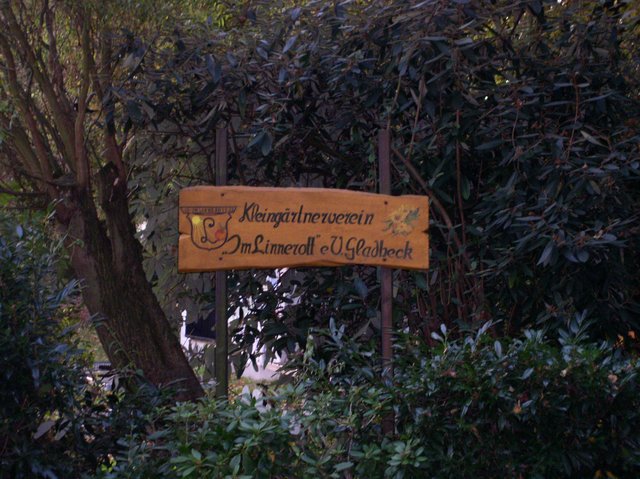 Kleingärtnerverein
„Im Linnerott" e.V. Gladbeck